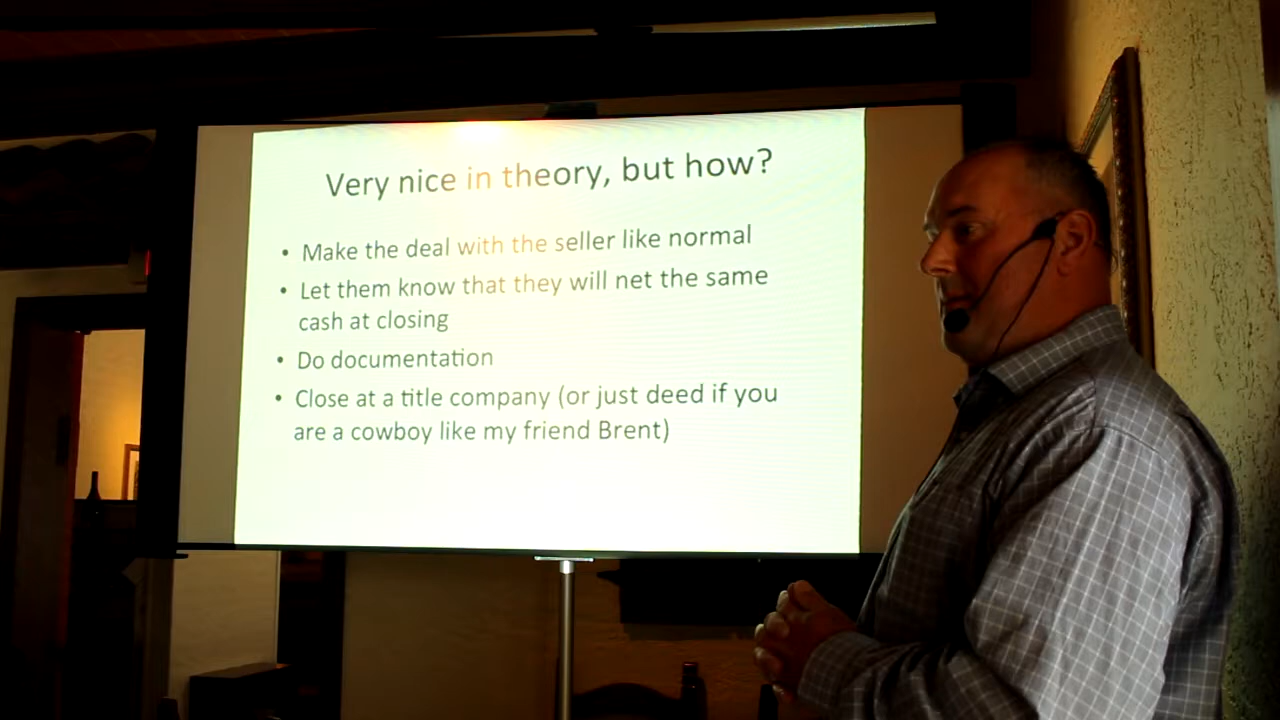 Very nice in theory, but how?
• Make the deal with the seller like normal
• Let them know that they will net the same
cash at closing
• Do documentation
• Close at a title company (or just deed if you
are a cowboy like my friend Brent)